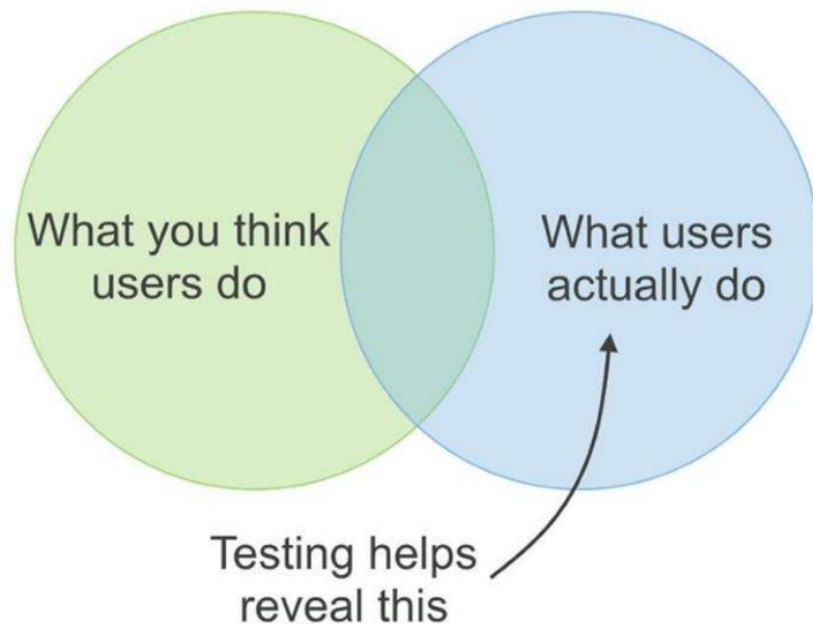 What you think
users do
What users
actually do
Testing helps
reveal this